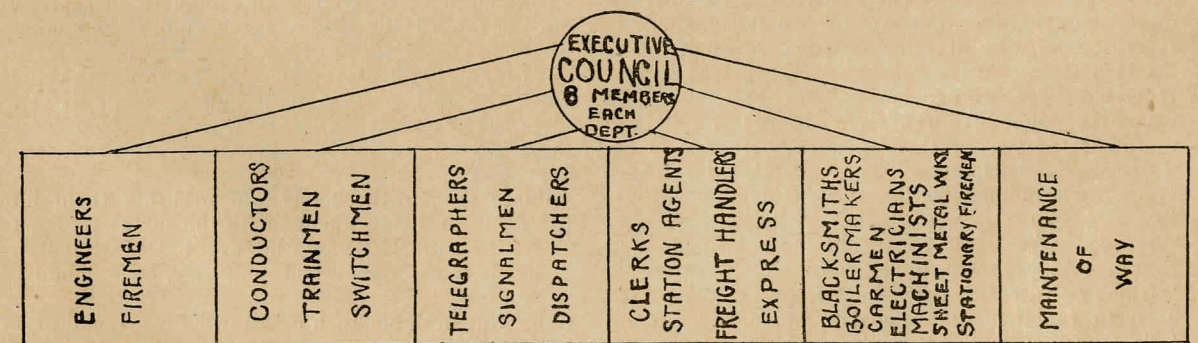 EXECUTIVE
COUNCIL
8 MEMBERS
EACH
DEPT.
ENGINEERS
FIREMEN
CONDUCTORS
TRAINMEN
SWITCHMEN
TELEGRAPHERS
SIGNALMEN
DISPATCHERS
CLERKS
STATION AGENTS
FREIGHT HANDLERS
EXPRESS
BLACKSMITHS
BOILERMAKERS
CARMEN
ELECTRICIANS
MACHINISTS
SHEET METAL WKS
STATIONARY FIREMEN
MAINTENANCE
OF
WAY